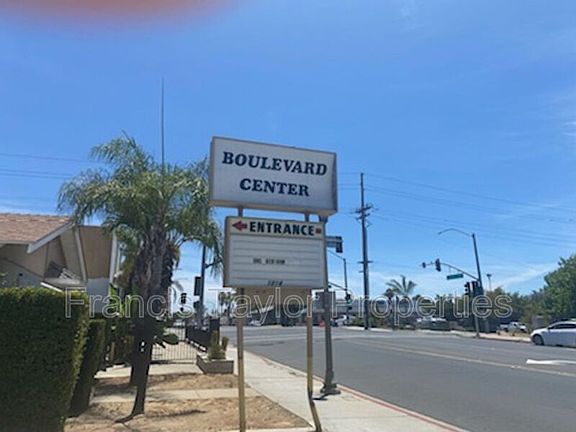 BOULEVARD
CENTER
ENTRANCE
Francis Taylor Properties